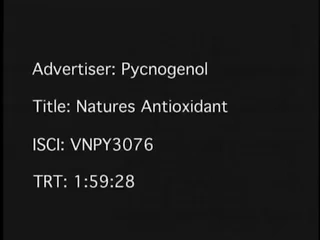 Advertiser: Pycnogenol
Title: Natures Antioxidant
ISCI: VNPY3076
TRT: 1:59:28